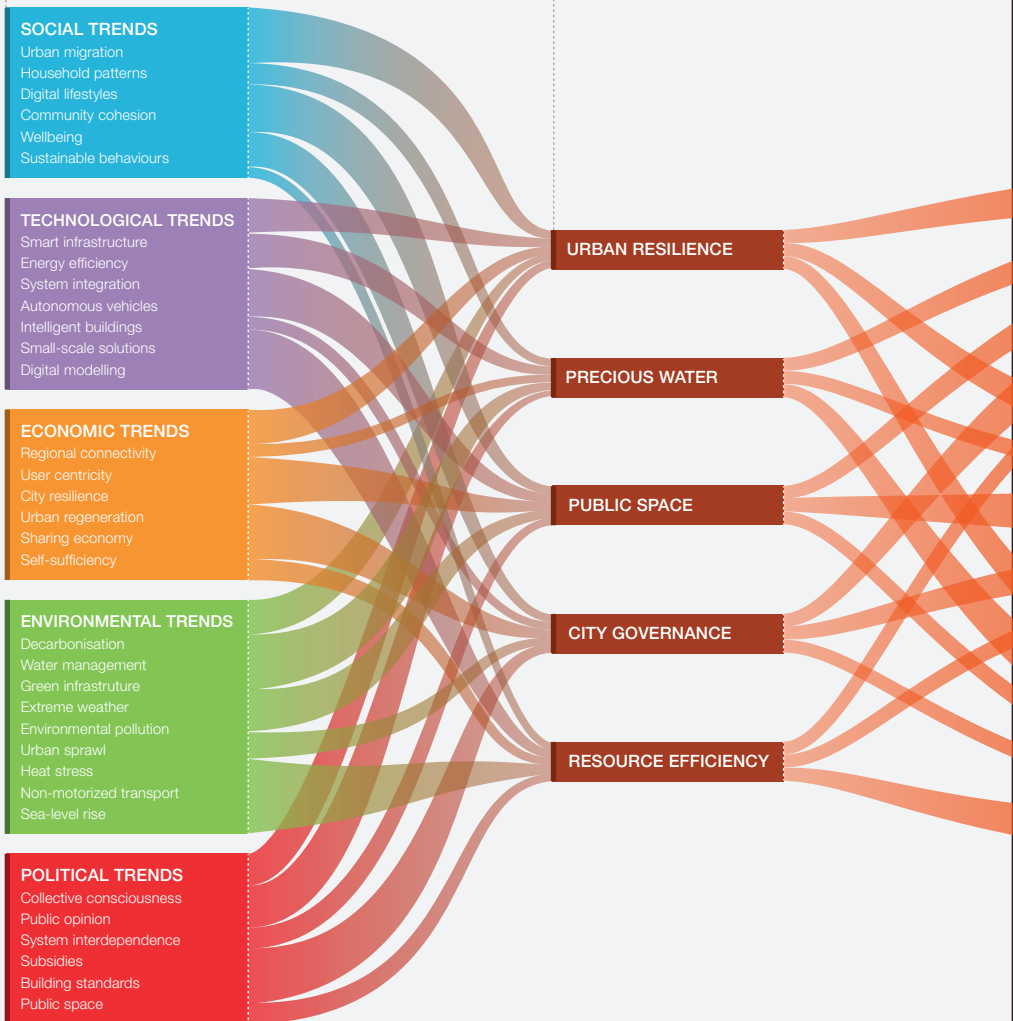 SOCIAL TRENDS
Urban migration
Household patterns
Digital lifestyles
Community cohesion
Wellbeing
Sustainable behaviours
TECHNOLOGICAL TRENDS
Smart infrastructure
Energy efficiency
System integration
Autonomous vehicles
Intelligent buildings
Small-scale solutions
Digital modelling
ECONOMIC TRENDS
Regional connectivity
User centricity
City resilience
Urban regeneration
Sharing economy
Self-sufficiency
ENVIRONMENTAL TRENDS
Decarbonisation
Water management
Green infrastruture
Extreme weather
Environmental pollution
Urban sprawl
Heat stress
Non-motorized transport
Sea-level rise
POLITICAL TRENDS
Collective consciousness
Public opinion
System interdependence
Subsidies
Building standards
Public space
URBAN RESILIENCE
PRECIOUS WATER
PUBLIC SPACE
CITY GOVERNANCE
RESOURCE EFFICIENCY